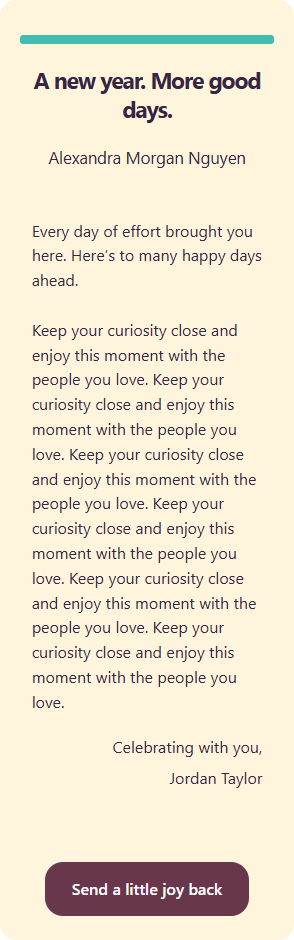 A new year. More good
days.
Alexandra Morgan Nguyen
Every day of effort brought you
here. Here’s to many happy days
ahead.
Keep your curiosity close and
enjoy this moment with the
people you love. Keep your
curiosity close and enjoy this
moment with the people you
love. Keep your curiosity close
and enjoy this moment with the
people you love. Keep your
curiosity close and enjoy this
moment with the people you
love. Keep your curiosity close
and enjoy this moment with the
people you love. Keep your
curiosity close and enjoy this
moment with the people you
love.
Celebrating with you,
Jordan Taylor
Send a little joy back